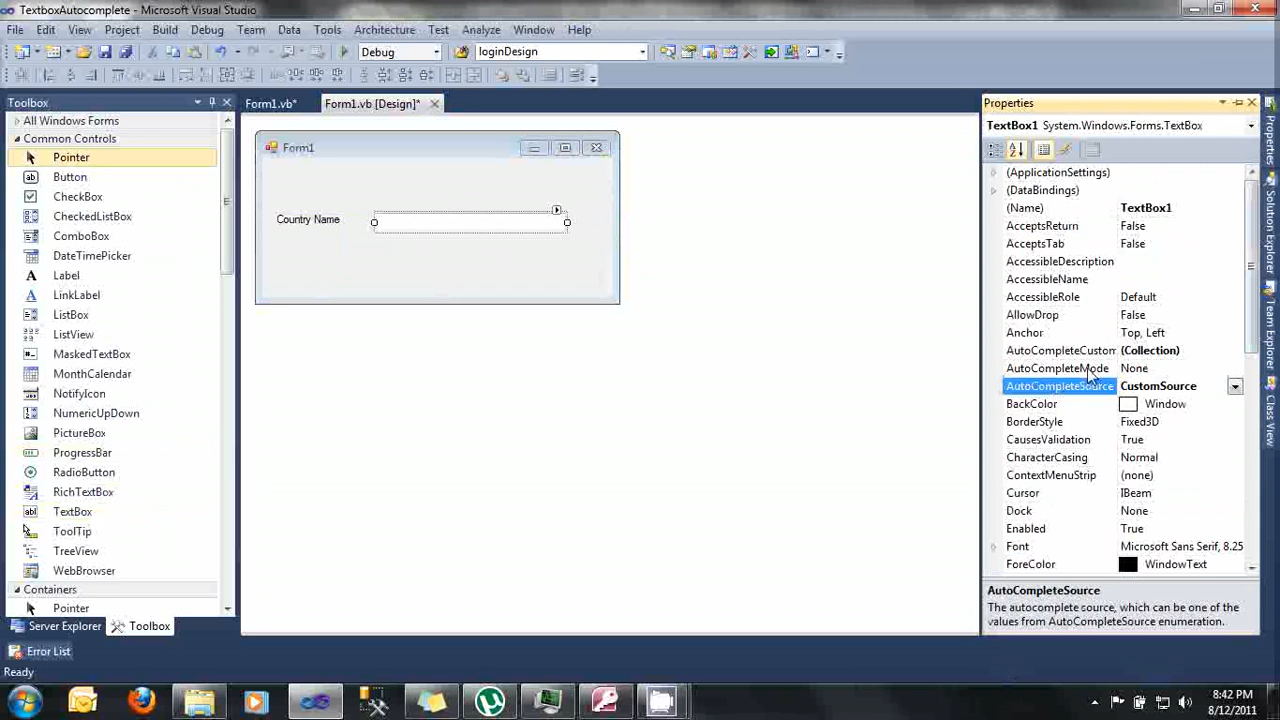 TextboxAutocomplete - Microsoft Visual Studio
File Edit View Project Build Debug Team Data Tools Architecture Test Analyze Window Help
Debug loginDesign
Toolbox
All Windows Forms
Common Controls
Pointer
Button
CheckBox
CheckedListBox
ComboBox
DateTimePicker
Label
LinkLabel
ListBox
ListView
MaskedTextBox
MonthCalendar
NotifyIcon
NumericUpDown
PictureBox
ProgressBar
RadioButton
RichTextBox
TextBox
ToolTip
TreeView
WebBrowser
Containers
Pointer
Server Explorer Toolbox
Error List
Ready
Form1.vb* Form1.vb [Design]*
Form1
Country Name
Properties
TextBox1 System.Windows.Forms.TextBox
(ApplicationSettings)
(DataBindings)
(Name) TextBox1
AcceptsReturn False
AcceptsTab False
AccessibleDescription
AccessibleName
AccessibleRole Default
AllowDrop False
Anchor Top, Left
AutoCompleteCustom (Collection)
AutoCompleteMode None
AutoCompleteSource CustomSource
BackColor Window
BorderStyle Fixed3D
CausesValidation True
CharacterCasing Normal
ContextMenuStrip (none)
Cursor IBeam
Dock None
Enabled True
Font Microsoft Sans Serif, 8.25
ForeColor WindowText
AutoCompleteSource
The autocomplete source, which can be one of the
values from AutoCompleteSource enumeration.
Properties
Solution Explorer
Team Explorer
Class View
8:42 PM
8/12/2011